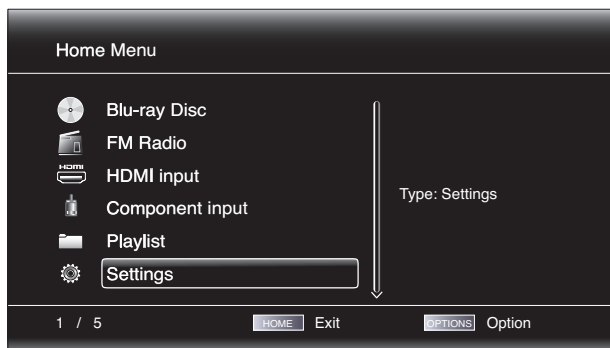 Home Menu
Blu-ray Disc
FM Radio
HDMI
HDMI input
Component input
Playlist
Settings
Type: Settings
1 / 5
HOME Exit
OPTIONS Option